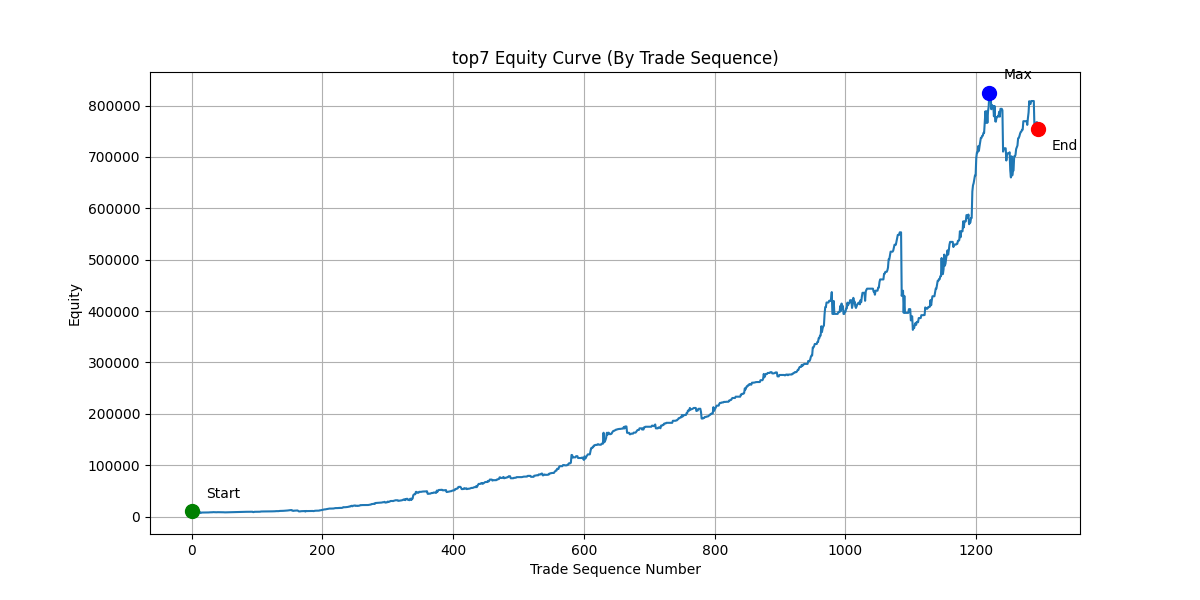 top7 Equity Curve (By Trade Sequence)
Max
800000
700000
End
600000
500000
Equity
400000
300000
200000
100000
Start
0
0 200 400 600 800 1000 1200
Trade Sequence Number